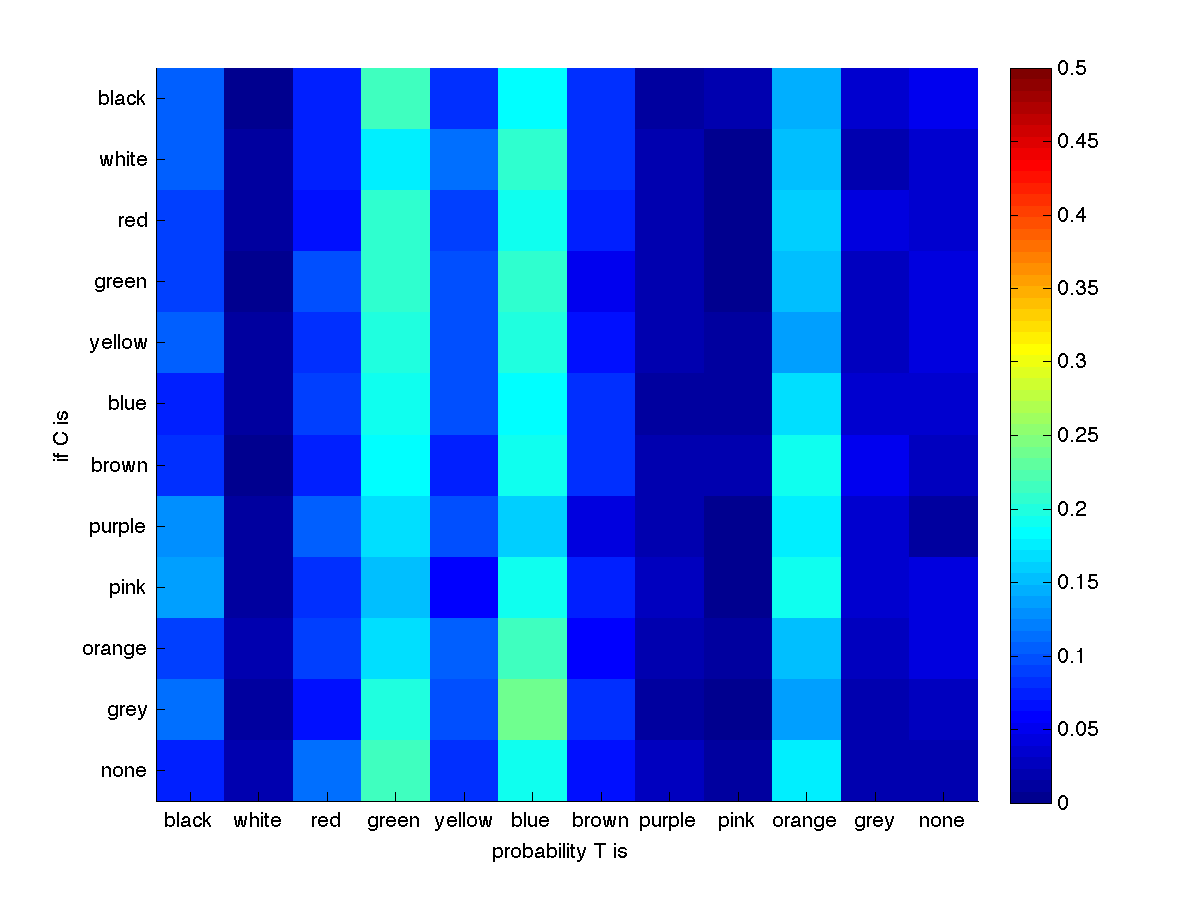 black
white
red
green
yellow
blue
brown
purple
pink
orange
grey
none
if C is
black white red green yellow blue brown purple pink orange grey none
probability T is
0.5
0.45
0.4
0.35
0.3
0.25
0.2
0.15
0.1
0.05
0